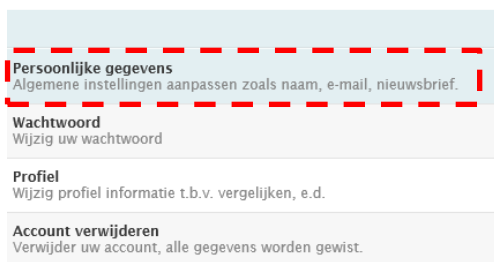 Persoonlijke gegevens
Algemene instellingen aanpassen zoals naam, e-mail, nieuwsbrief.
Wachtwoord
Wijzig uw wachtwoord
Profiel
Wijzig profiel informatie t.b.v. vergelijken, e.d.
Account verwijderen
Verwijder uw account, alle gegevens worden gewist.